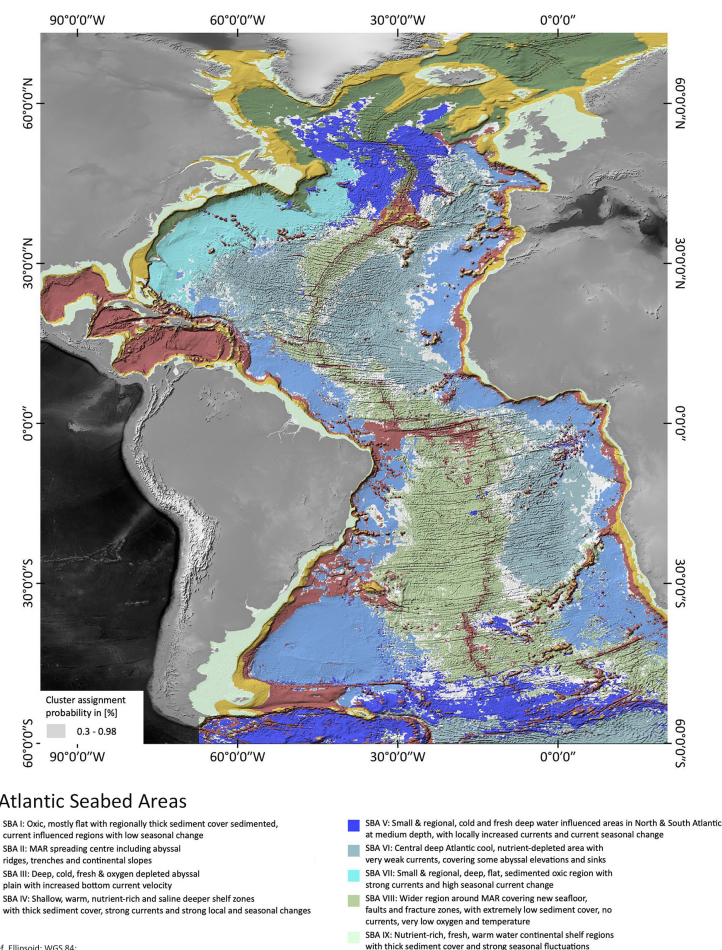 90°0'0"W 60°0'0"W 30°0'0"W 0°0'0"
60°0'0"N 60°0'0"N
30°0'0"N 30°0'0"N
0°0'0" 0°0'0"
30°0'0"S 30°0'0"S
60°0'0"S 60°0'0"S
Cluster assignment
probability in [%]
0.3 - 0.98
90°0'0"W 60°0'0"W 30°0'0"W 0°0'0"
Atlantic Seabed Areas
SBA I: Oxic, mostly flat with regionally thick sediment cover sedimented,
current influenced regions with low seasonal change
SBA II: MAR spreading centre including abyssal
ridges, trenches and continental slopes
SBA III: Deep, cold, fresh & oxygen depleted abyssal
plain with increased bottom current velocity
SBA IV: Shallow, warm, nutrient-rich and saline deeper shelf zones
with thick sediment cover, strong currents and strong local and seasonal changes
SBA V: Small & regional, cold and fresh deep water influenced areas in North & South Atlantic
at medium depth, with locally increased currents and current seasonal change
SBA VI: Central deep Atlantic cool, nutrient-depleted area with
very weak currents, covering some abyssal elevations and sinks
SBA VII: Small & regional, deep, flat, sedimented oxic region with
strong currents and high seasonal current change
SBA VIII: Wider region around MAR covering new seafloor,
faults and fracture zones, with extremely low sediment cover, no
currents, very low oxygen and temperature
SBA IX: Nutrient-rich, fresh, warm water continental shelf regions
with thick sediment cover and strong seasonal fluctuations